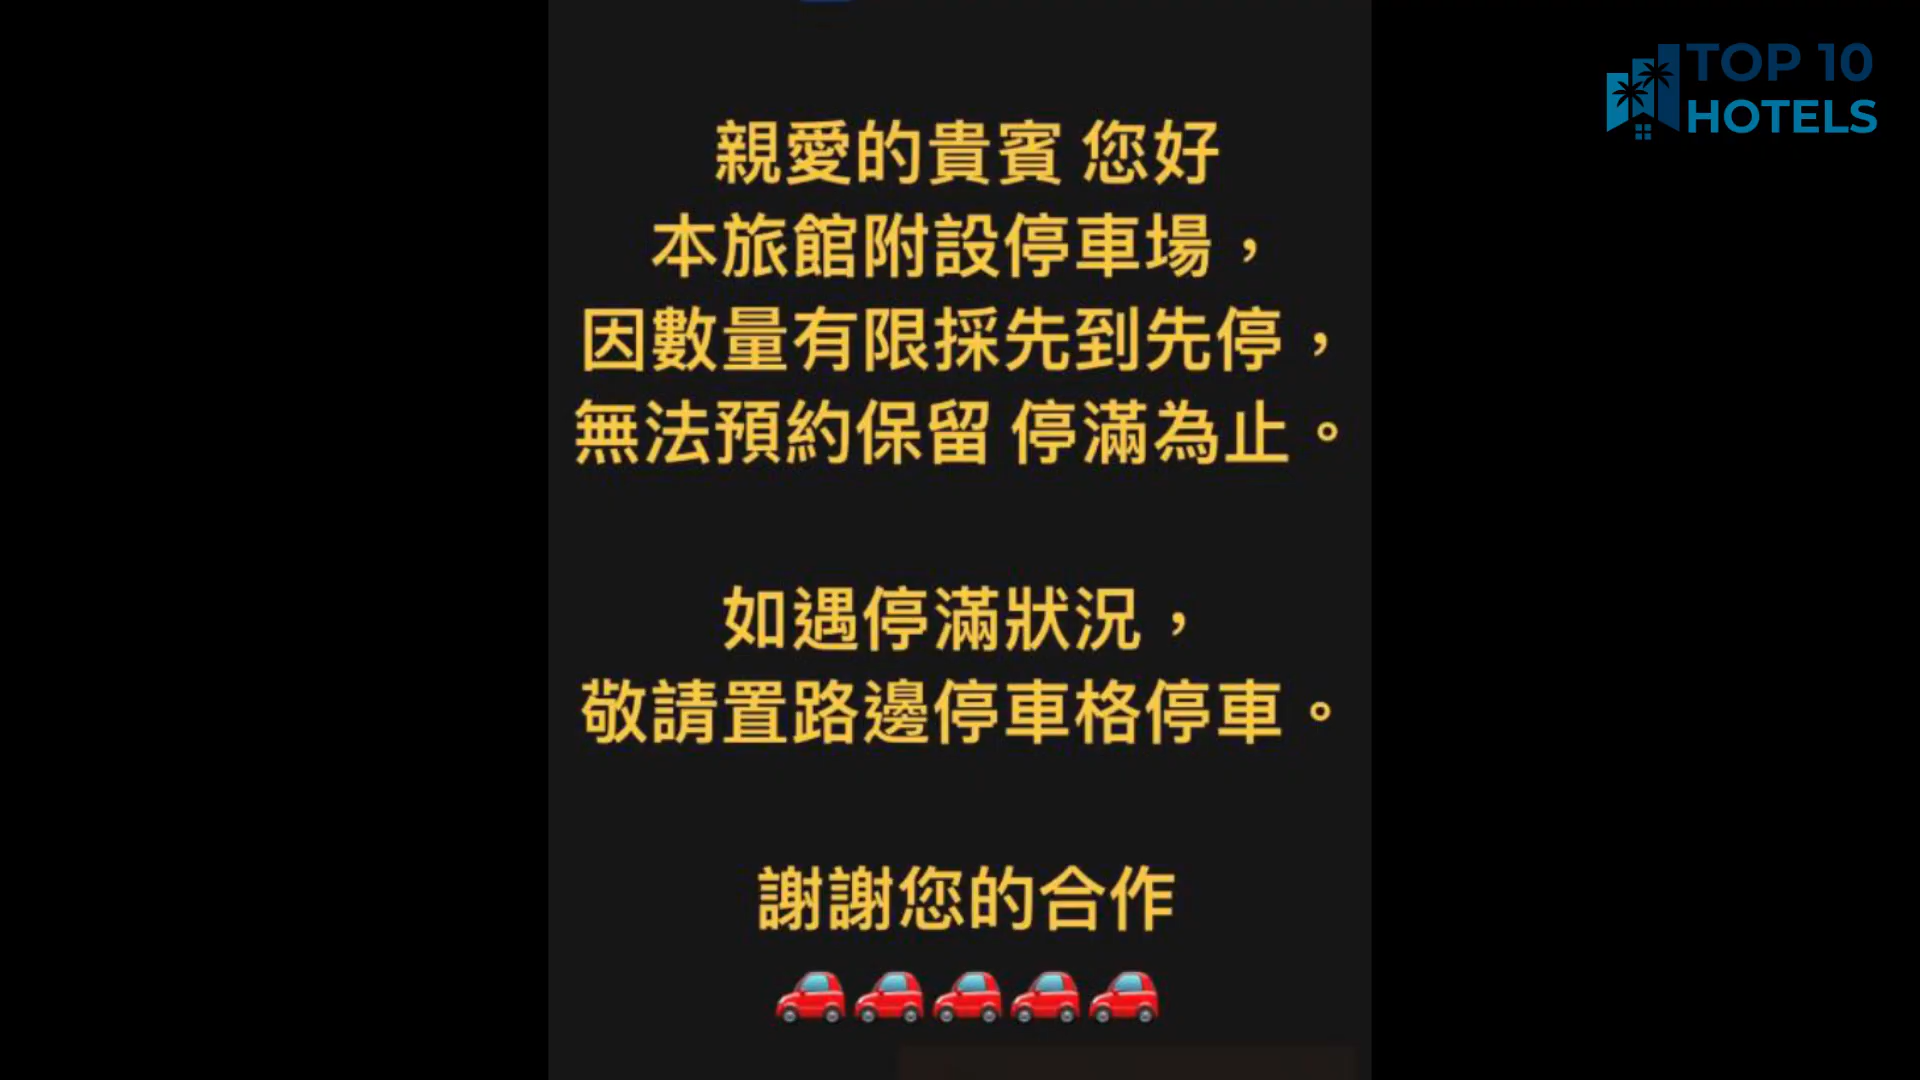 TOP 10
HOTELS
親愛的貴賓 您好
本旅館附設停車場，
因數量有限採先到先停，
無法預約保留 停滿為止。
如遇停滿狀況，
敬請置路邊停車格停車。
謝謝您的合作